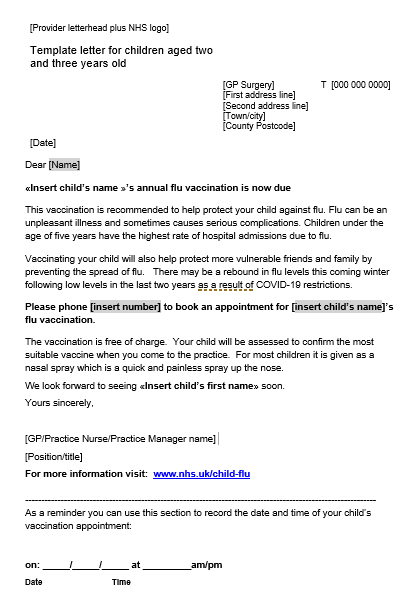 [Provider letterhead plus NHS logo]
Template letter for children aged two
and three years old
[GP Surgery] T [000 000 0000]
[First address line]
[Second address line]
[Town/city]
[County Postcode]
[Date]
Dear [Name]
«Insert child's name »'s annual flu vaccination is now due
This vaccination is recommended to help protect your child against flu. Flu can be an
unpleasant illness and sometimes causes serious complications. Children under the
age of five years have the highest rate of hospital admissions due to flu.
Vaccinating your child will also help protect more vulnerable friends and family by
preventing the spread of flu. There may be a rebound in flu levels this coming winter
following low levels in the last two years as a result of COVID-19 restrictions.
Please phone [insert number] to book an appointment for [insert child's name]'s
flu vaccination.
The vaccination is free of charge. Your child will be assessed to confirm the most
suitable vaccine when you come to the practice. For most children it is given as a
nasal spray which is a quick and painless spray up the nose.
We look forward to seeing «Insert child's first name» soon.
Yours sincerely,
[GP/Practice Nurse/Practice Manager name]
[Position/title]
For more information visit: www.nhs.uk/child-flu
As a reminder you can use this section to record the date and time of your child's
vaccination appointment:
on: _____/_____/_____ at _________am/pm
Date Time